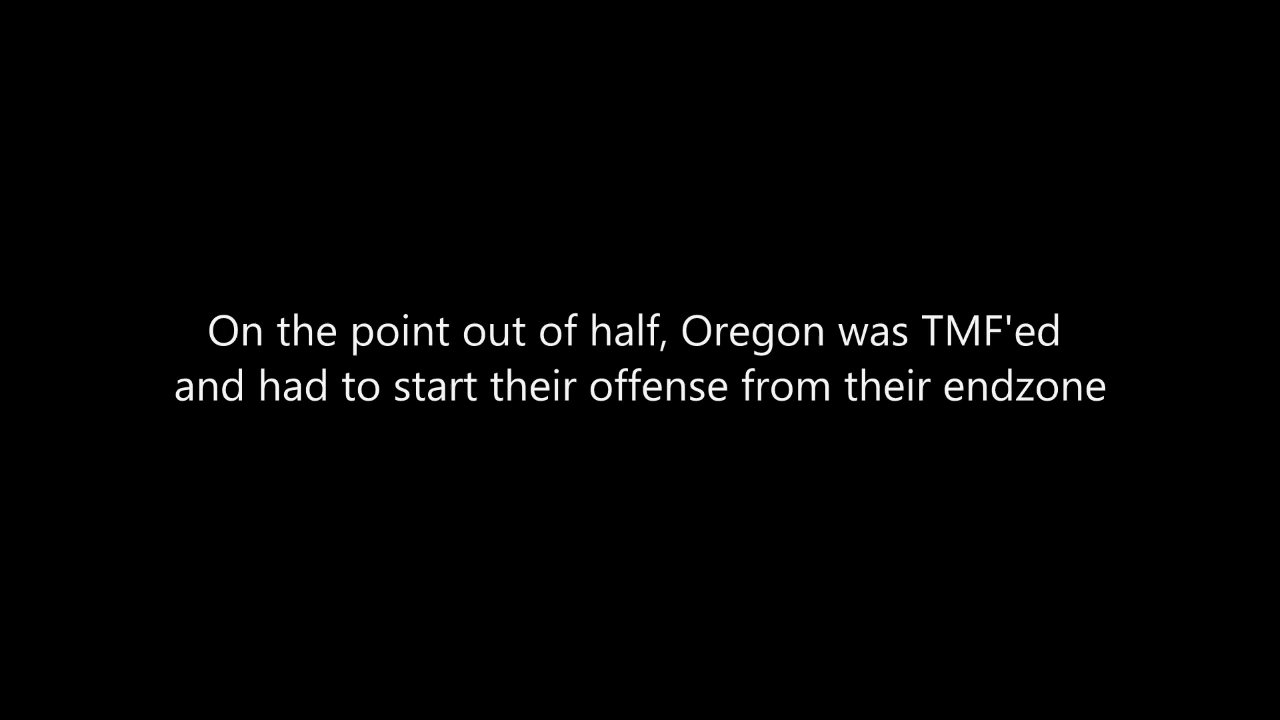 On the point out of half, Oregon was TMF'ed
and had to start their offense from their endzone